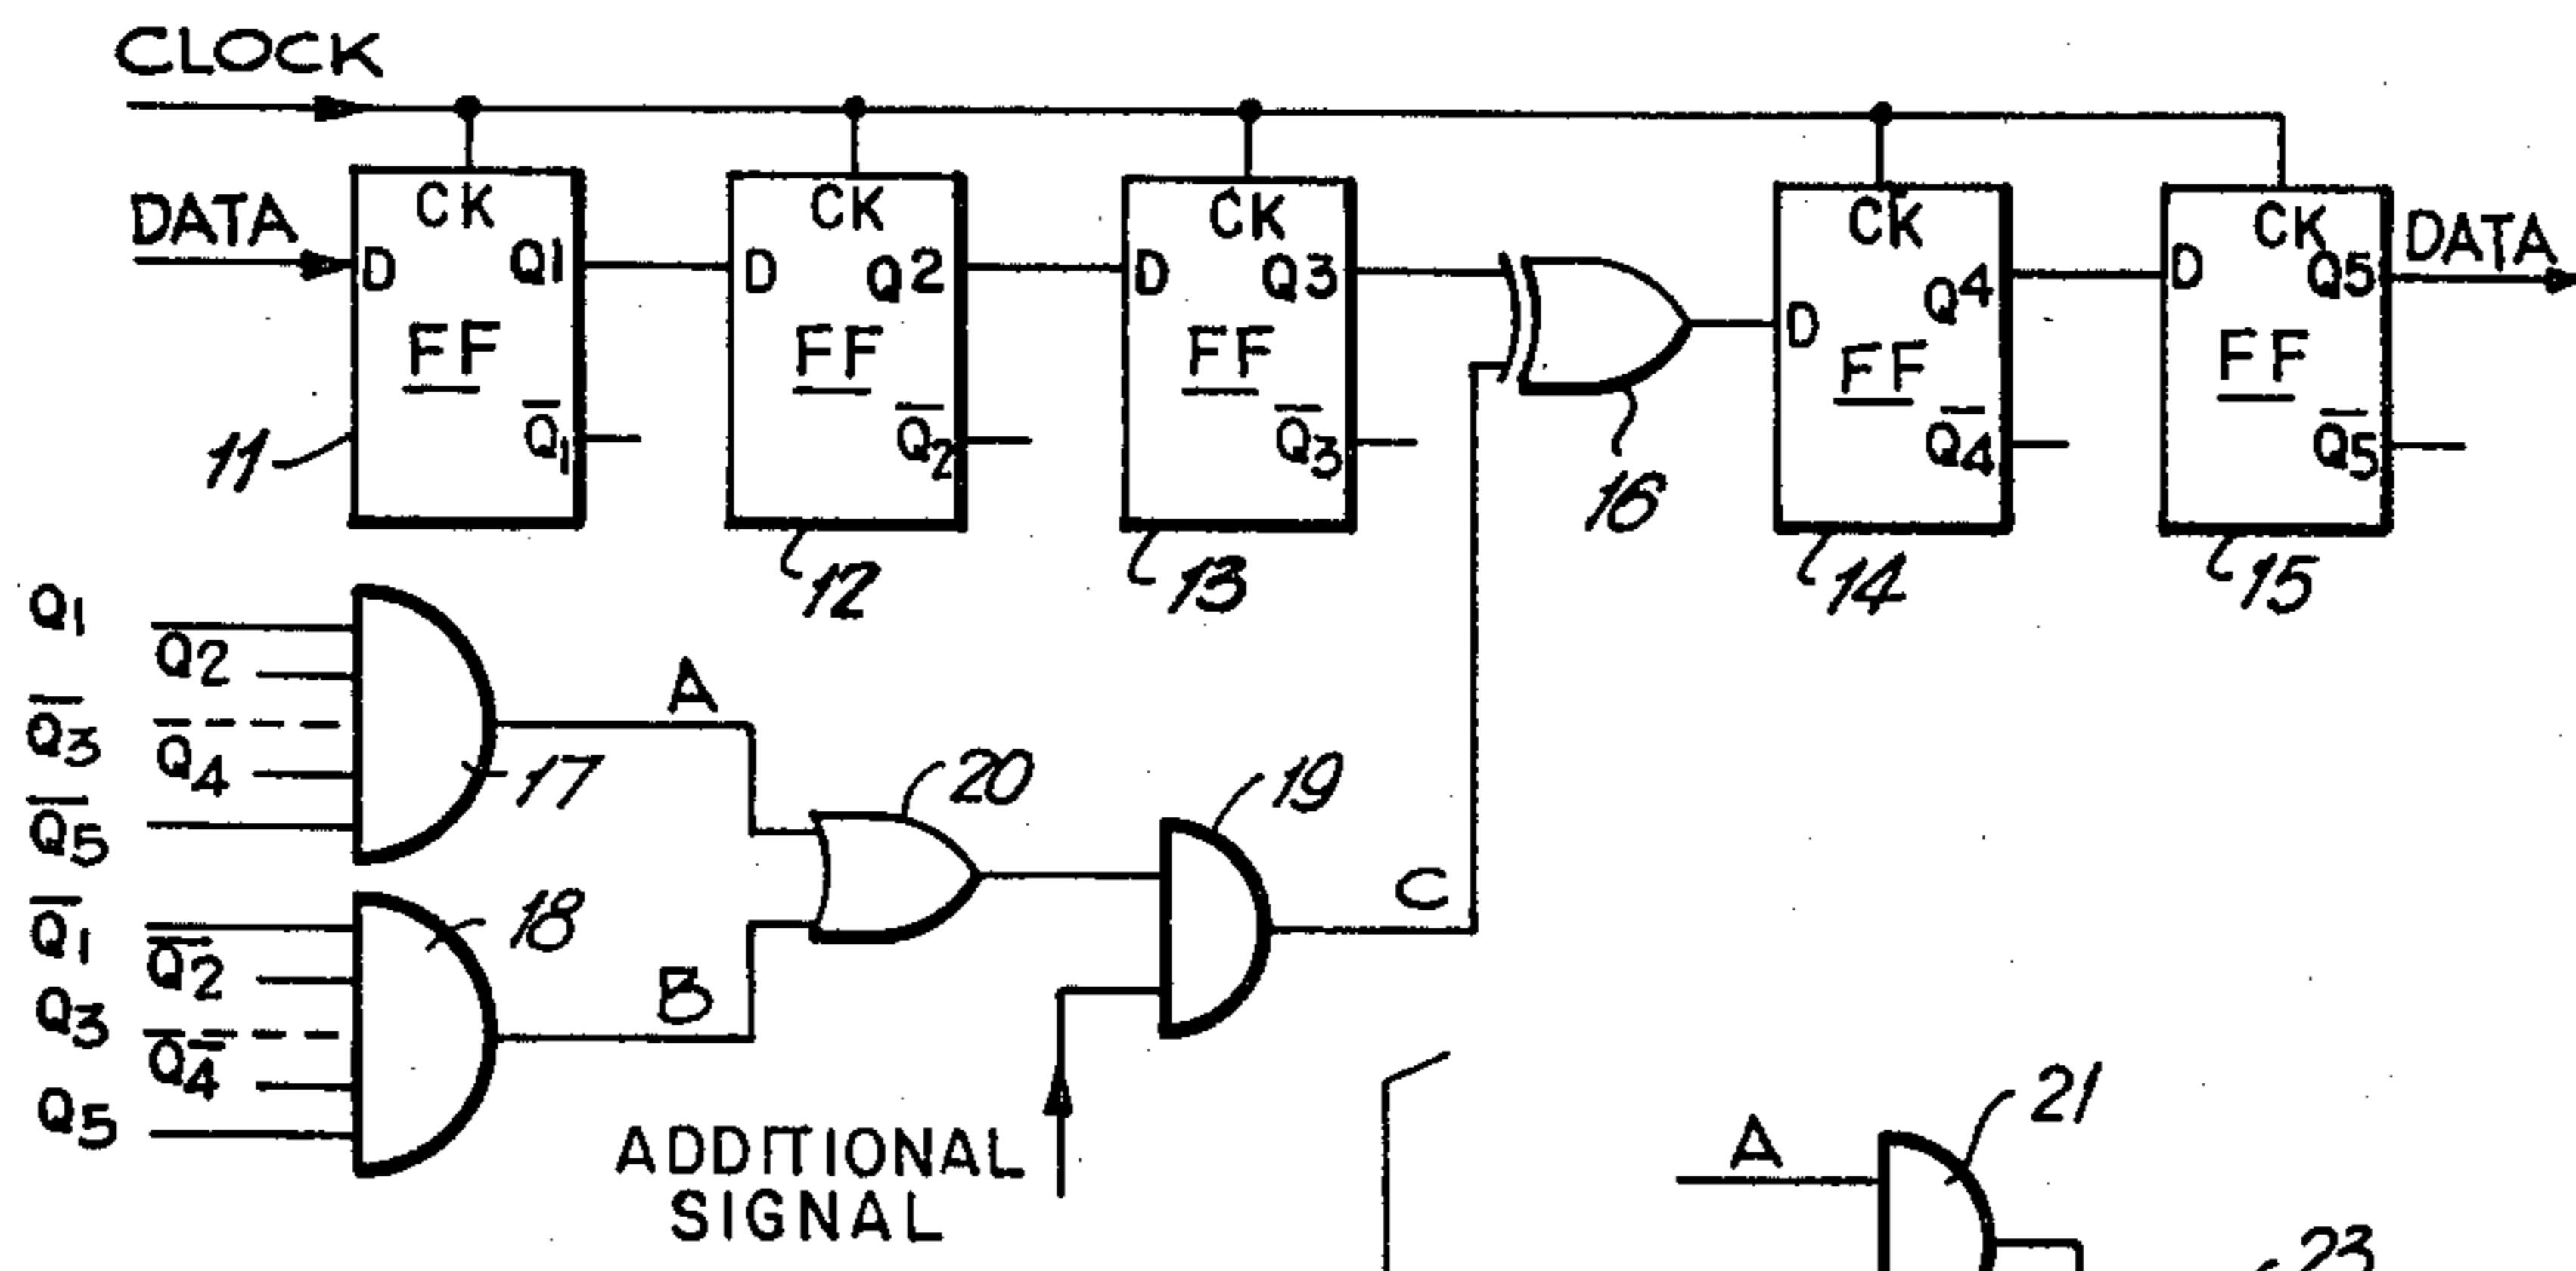 CLOCK
DATA
CK
D
Q1
FF
Q̅1
11
CK
D
Q2
FF
Q̅2
12
CK
D
Q3
FF
Q̅3
13
16
CK
D
Q4
FF
Q̅4
14
CK
D
Q5
FF
Q̅5
15
DATA
Q1
Q2
Q̅3
Q̅4
Q̅5
17
A
Q̅1
Q̅2
Q3
Q̅4
Q5
18
B
20
19
C
ADDITIONAL
SIGNAL
A
21
23